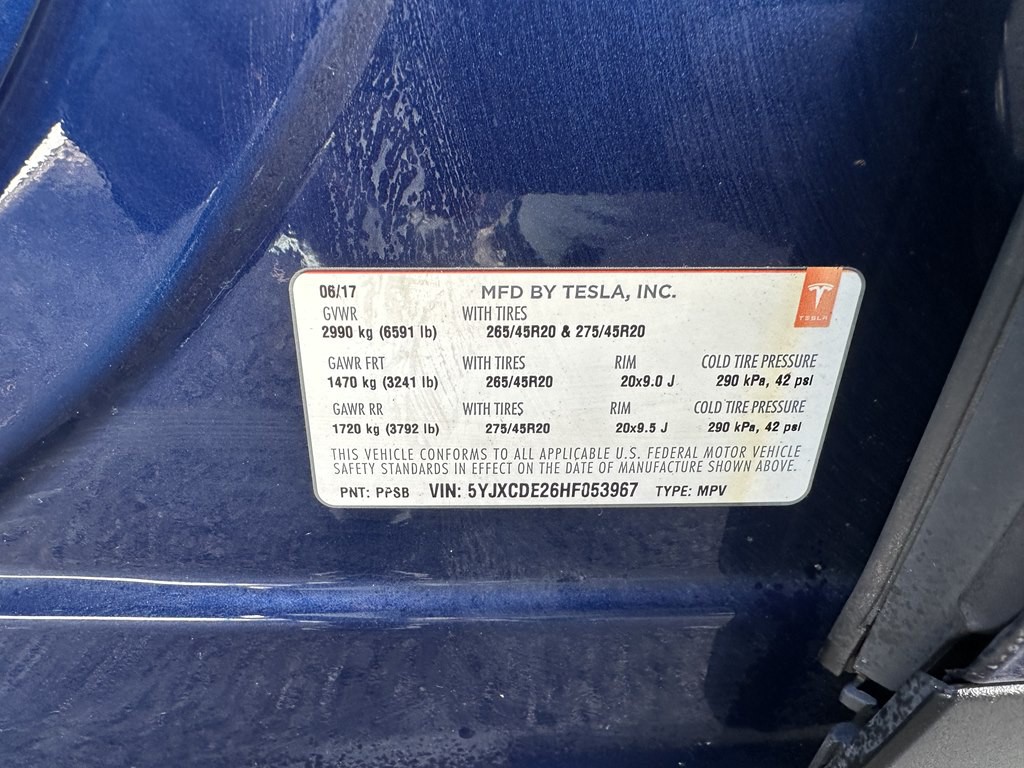 06/17 MFD BY TESLA, INC.
TESLA
GVWR WITH TIRES
2990 kg (6591 lb) 265/45R20 & 275/45R20
GAWR FRT WITH TIRES RIM COLD TIRE PRESSURE
1470 kg (3241 lb) 265/45R20 20x9.0 J 290 kPa, 42 psi
GAWR RR WITH TIRES RIM COLD TIRE PRESSURE
1720 kg (3792 lb) 275/45R20 20x9.5 J 290 kPa, 42 psi
THIS VEHICLE CONFORMS TO ALL APPLICABLE U.S. FEDERAL MOTOR VEHICLE
SAFETY STANDARDS IN EFFECT ON THE DATE OF MANUFACTURE SHOWN ABOVE.
PNT: PPSB VIN: 5YJXCDE26HF053967 TYPE: MPV